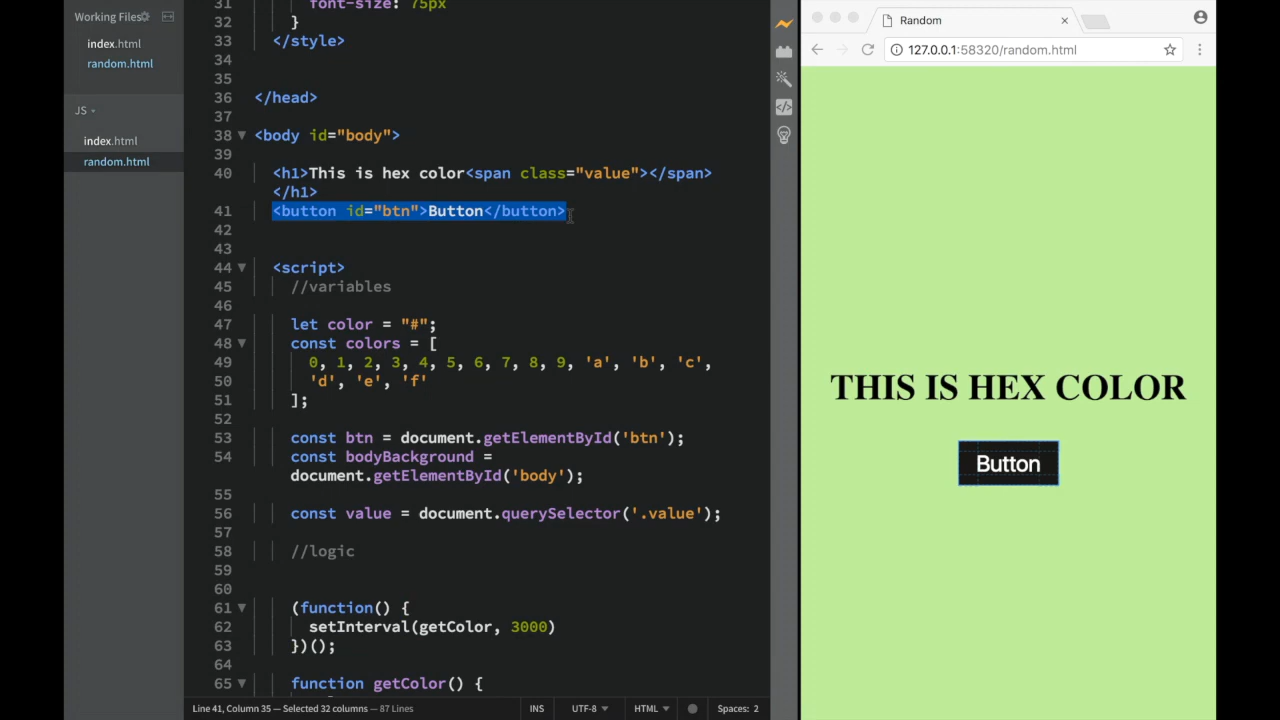 Working Files
index.html
random.html
JS
index.html
random.html
31 font-size: 75px
32 }
33 </style>
34
35
36 </head>
37
38 <body id="body">
39
40 <h1>This is hex color<span class="value"></span>
</h1>
41 <button id="btn">Button</button>
42
43
44 <script>
45 //variables
46
47 let color = "#";
48 const colors = [
49 0, 1, 2, 3, 4, 5, 6, 7, 8, 9, 'a', 'b', 'c',
50 'd', 'e', 'f'
51 ];
52
53 const btn = document.getElementById('btn');
54 const bodyBackground =
document.getElementById('body');
55
56 const value = document.querySelector('.value');
57
58 //logic
59
60
61 (function() {
62 setInterval(getColor, 3000)
63 })();
64
65 function getColor() {
Line 41, Column 35 — Selected 32 columns — 87 Lines
INS
UTF-8
HTML
Spaces: 2
Random
127.0.0.1:58320/random.html
THIS IS HEX COLOR
Button